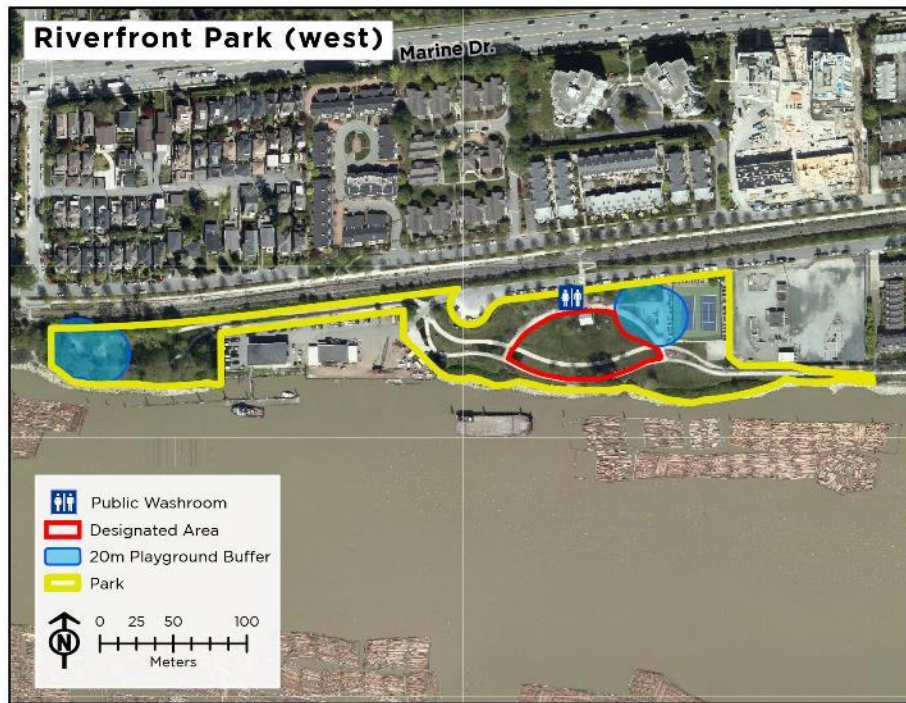 Riverfront Park (west)
Marine Dr.
Public Washroom
Designated Area
20m Playground Buffer
Park
N
0 25 50 100
Meters